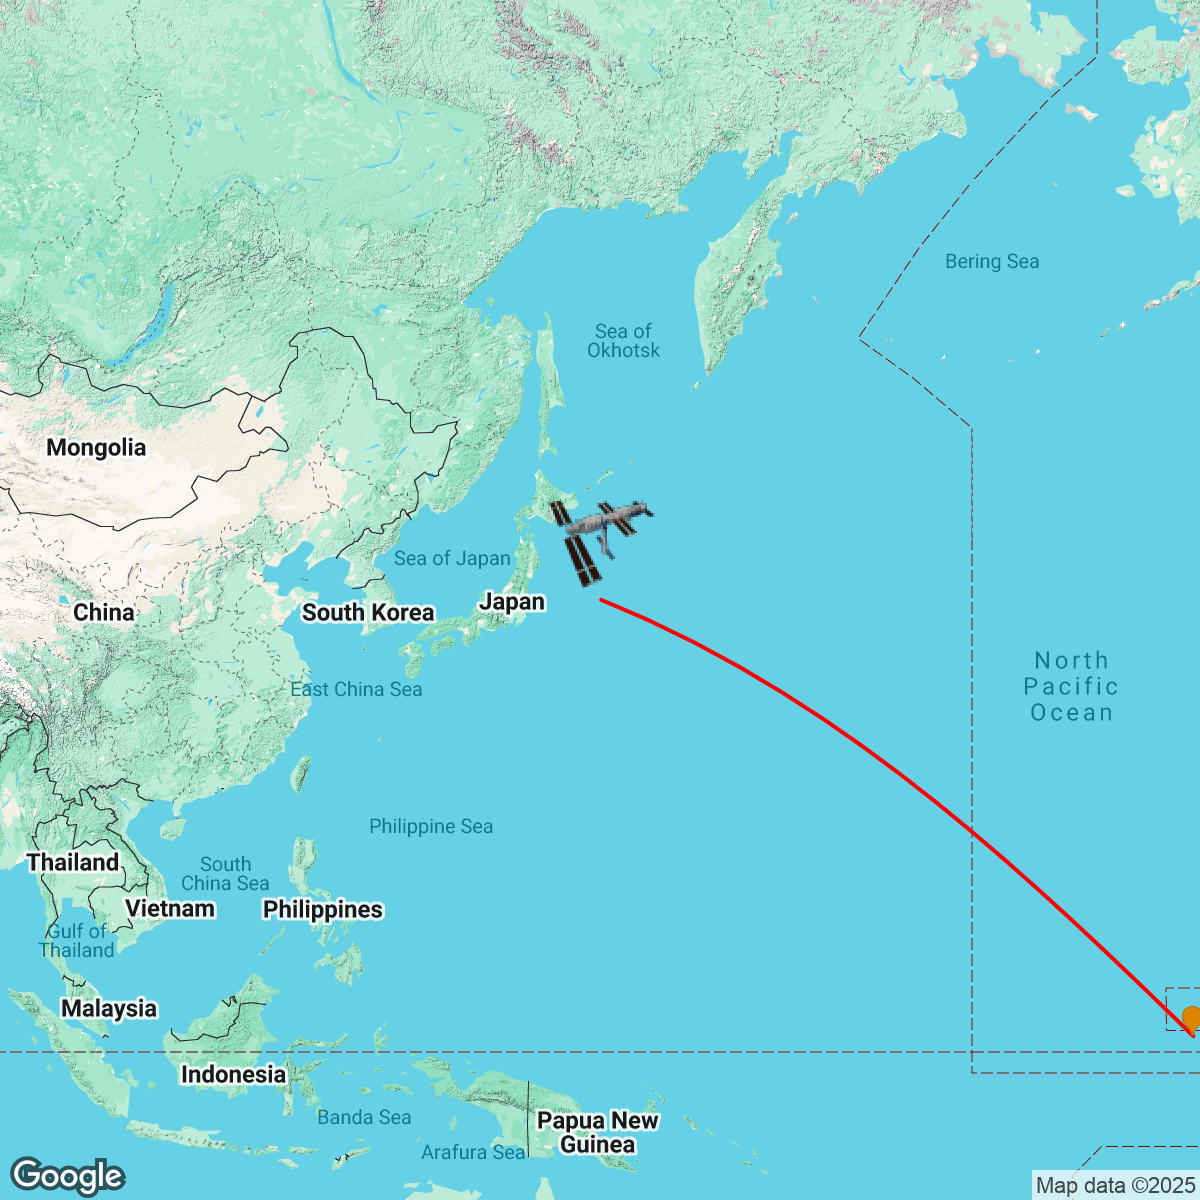 Bering Sea
Sea of
Okhotsk
Mongolia
Sea of Japan
China
South Korea
Japan
North
Pacific
Ocean
East China Sea
Philippine Sea
Thailand
South
China Sea
Vietnam
Philippines
Gulf of
Thailand
Malaysia
Indonesia
Banda Sea
Papua New
Guinea
Arafura Sea
Google
Map data ©2025